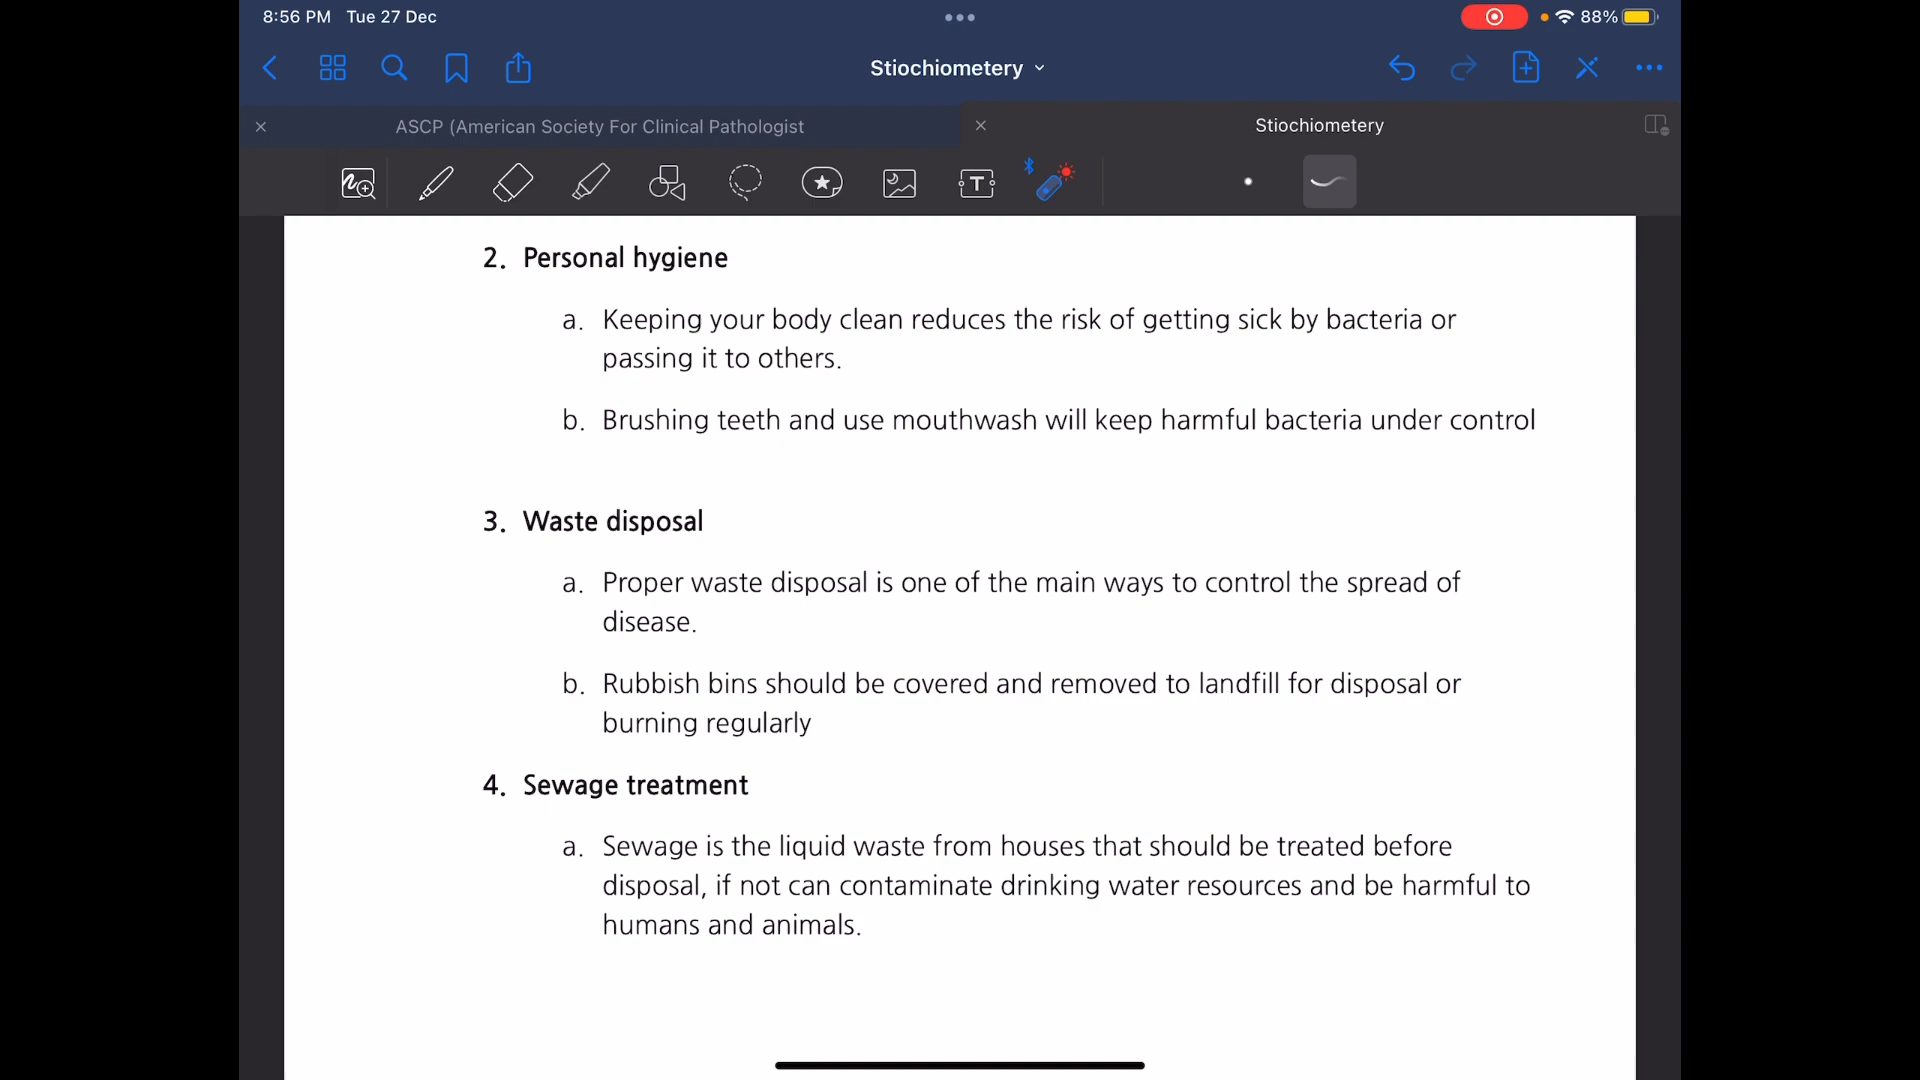 8:56 PM Tue 27 Dec
88%
Stiochiometery
ASCP (American Society For Clinical Pathologist
Stiochiometery
T
2. Personal hygiene
a. Keeping your body clean reduces the risk of getting sick by bacteria or
passing it to others.
b. Brushing teeth and use mouthwash will keep harmful bacteria under control
3. Waste disposal
a. Proper waste disposal is one of the main ways to control the spread of
disease.
b. Rubbish bins should be covered and removed to landfill for disposal or
burning regularly
4. Sewage treatment
a. Sewage is the liquid waste from houses that should be treated before
disposal, if not can contaminate drinking water resources and be harmful to
humans and animals.